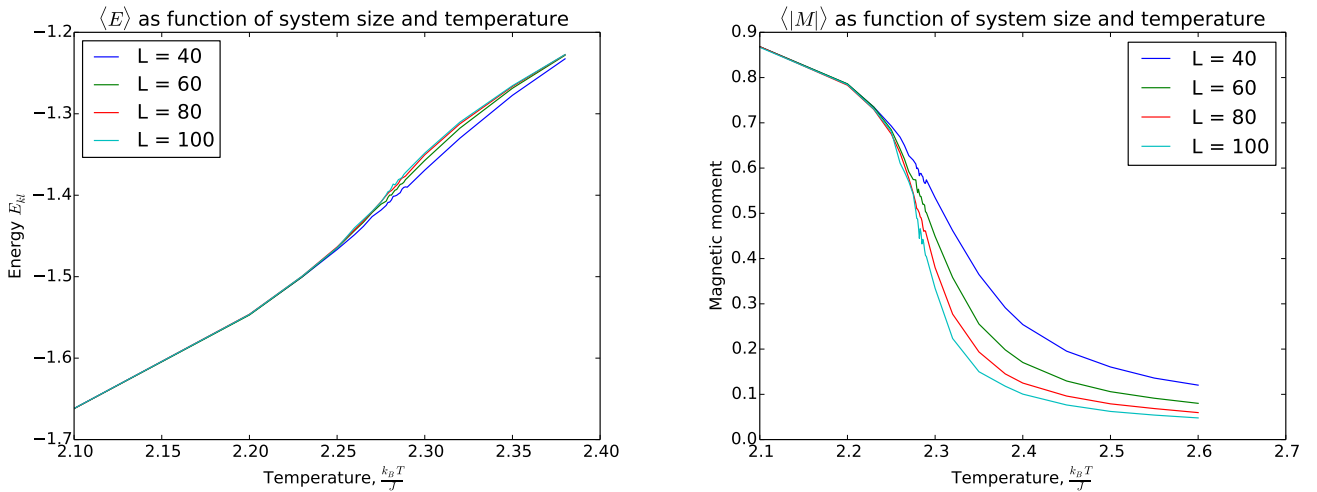 ⟨E⟩ as function of system size and temperature
−1.2
−1.3
−1.4
−1.5
−1.6
−1.7
Energy E_kl
L = 40
L = 60
L = 80
L = 100
2.10 2.15 2.20 2.25 2.30 2.35 2.40
Temperature, k_B T / J
⟨|M|⟩ as function of system size and temperature
0.9
0.8
0.7
0.6
0.5
0.4
0.3
0.2
0.1
0.0
Magnetic moment
L = 40
L = 60
L = 80
L = 100
2.1 2.2 2.3 2.4 2.5 2.6 2.7
Temperature, k_B T / J